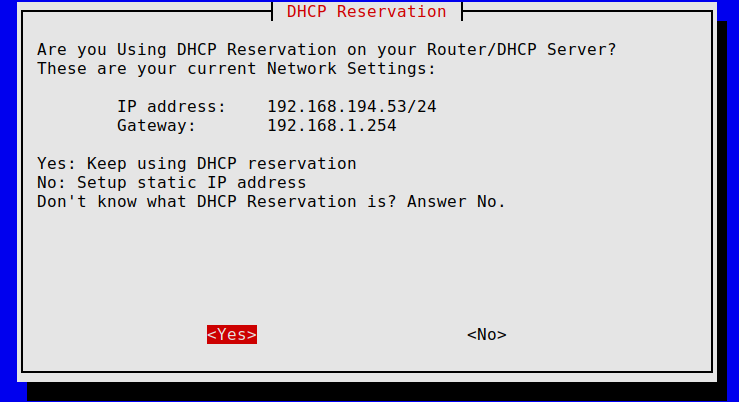 DHCP Reservation
Are you Using DHCP Reservation on your Router/DHCP Server?
These are your current Network Settings:
IP address: 192.168.194.53/24
Gateway: 192.168.1.254
Yes: Keep using DHCP reservation
No: Setup static IP address
Don't know what DHCP Reservation is? Answer No.
<Yes> <No>